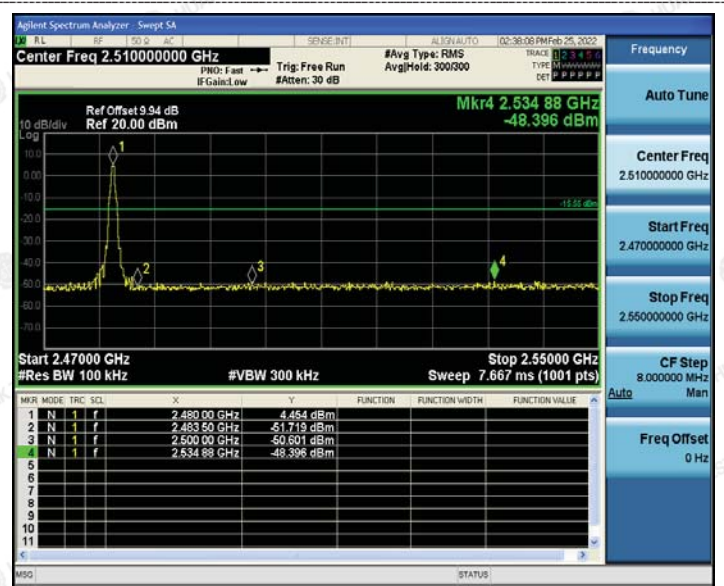 Agilent Spectrum Analyzer - Swept SA
RL RF 50 Ω AC SENSE:INT ALIGNAUTO 02:38:06 PM Feb 25, 2022
Center Freq 2.510000000 GHz
PNO: Fast
IFGain:Low
Trig: Free Run
#Atten: 30 dB
#Avg Type: RMS
Avg|Hold: 300/300
TRACE 1 2 3 4 5 6
TYPE M
DET P P P P P P
Ref Offset 9.94 dB
10 dB/div Ref 20.00 dBm
Log
Mkr4 2.534 88 GHz
-48.396 dBm
10.0
0.00
-10.0
-20.0
-30.0
-40.0
-50.0
-60.0
-70.0
1
2
3
4
-15.55 dBm
Start 2.47000 GHz Stop 2.55000 GHz
#Res BW 100 kHz #VBW 300 kHz Sweep 7.667 ms (1001 pts)
MKR MODE TRC SCL X Y FUNCTION FUNCTION WIDTH FUNCTION VALUE
1 N 1 f 2.480 00 GHz 4.454 dBm
2 N 1 f 2.483 50 GHz -51.719 dBm
3 N 1 f 2.500 00 GHz -50.601 dBm
4 N 1 f 2.534 88 GHz -48.396 dBm
5
6
7
8
9
10
11
MSG STATUS
Frequency
Auto Tune
Center Freq
2.510000000 GHz
Start Freq
2.470000000 GHz
Stop Freq
2.550000000 GHz
CF Step
8.000000 MHz
Auto Man
Freq Offset
0 Hz